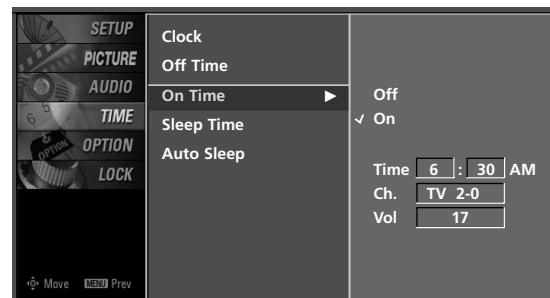 SETUP
PICTURE
AUDIO
TIME
OPTION
LOCK
Move MENU Prev
Clock
Off Time
On Time ►
Sleep Time
Auto Sleep
Off
✓ On
Time 6 : 30 AM
Ch. TV 2-0
Vol 17